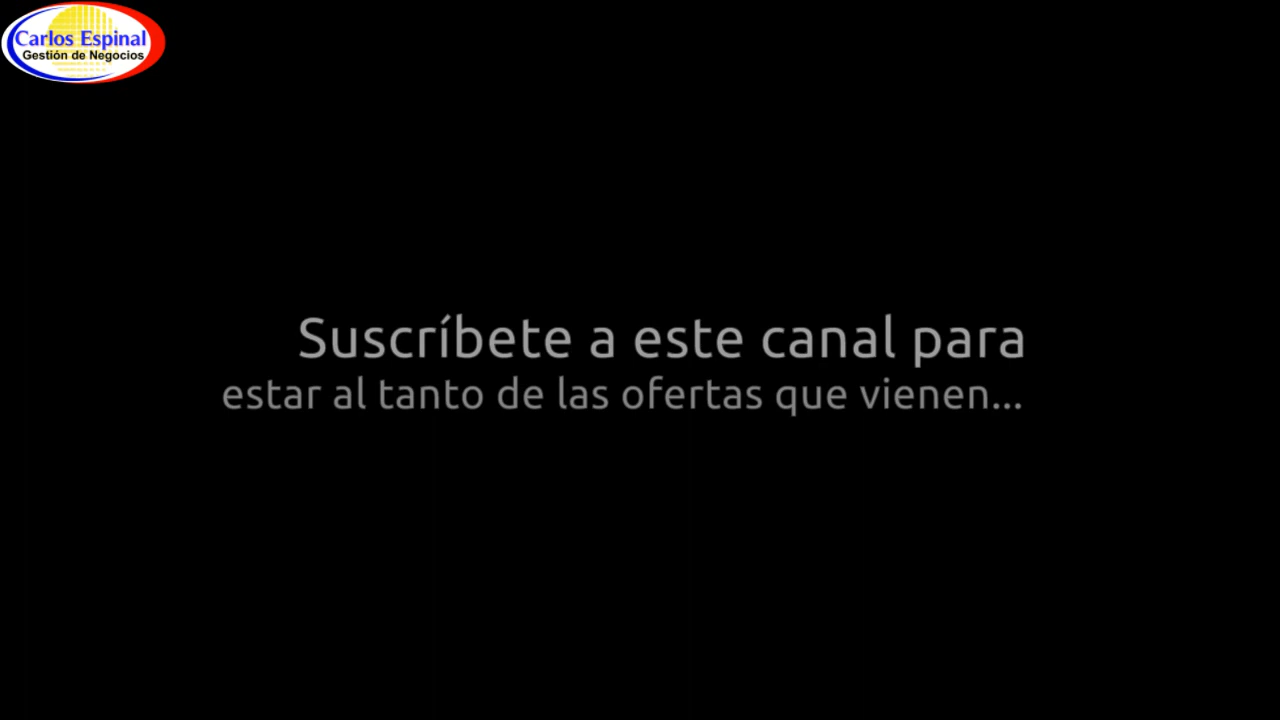 Carlos Espinal
Gestión de Negocios
Suscríbete a este canal para
estar al tanto de las ofertas que vienen...